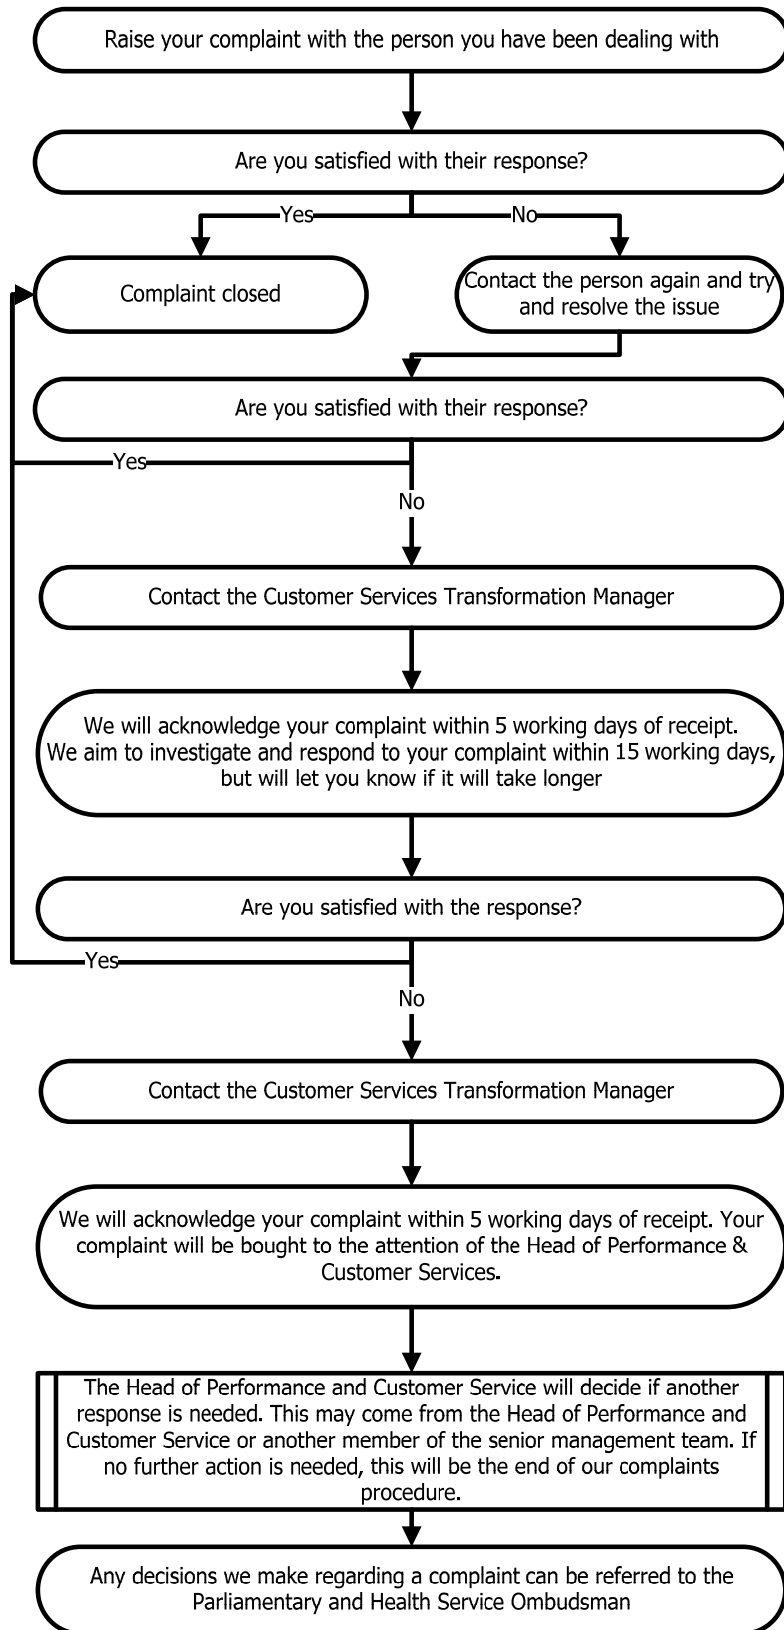 Raise your complaint with the person you have been dealing with
Are you satisfied with their response?
Yes
No
Complaint closed
Contact the person again and try
and resolve the issue
Are you satisfied with their response?
Yes
No
Contact the Customer Services Transformation Manager
We will acknowledge your complaint within 5 working days of receipt.
We aim to investigate and respond to your complaint within 15 working days,
but will let you know if it will take longer
Are you satisfied with the response?
Yes
No
Contact the Customer Services Transformation Manager
We will acknowledge your complaint within 5 working days of receipt. Your
complaint will be bought to the attention of the Head of Performance &
Customer Services.
The Head of Performance and Customer Service will decide if another
response is needed. This may come from the Head of Performance and
Customer Service or another member of the senior management team. If
no further action is needed, this will be the end of our complaints
procedure.
Any decisions we make regarding a complaint can be referred to the
Parliamentary and Health Service Ombudsman